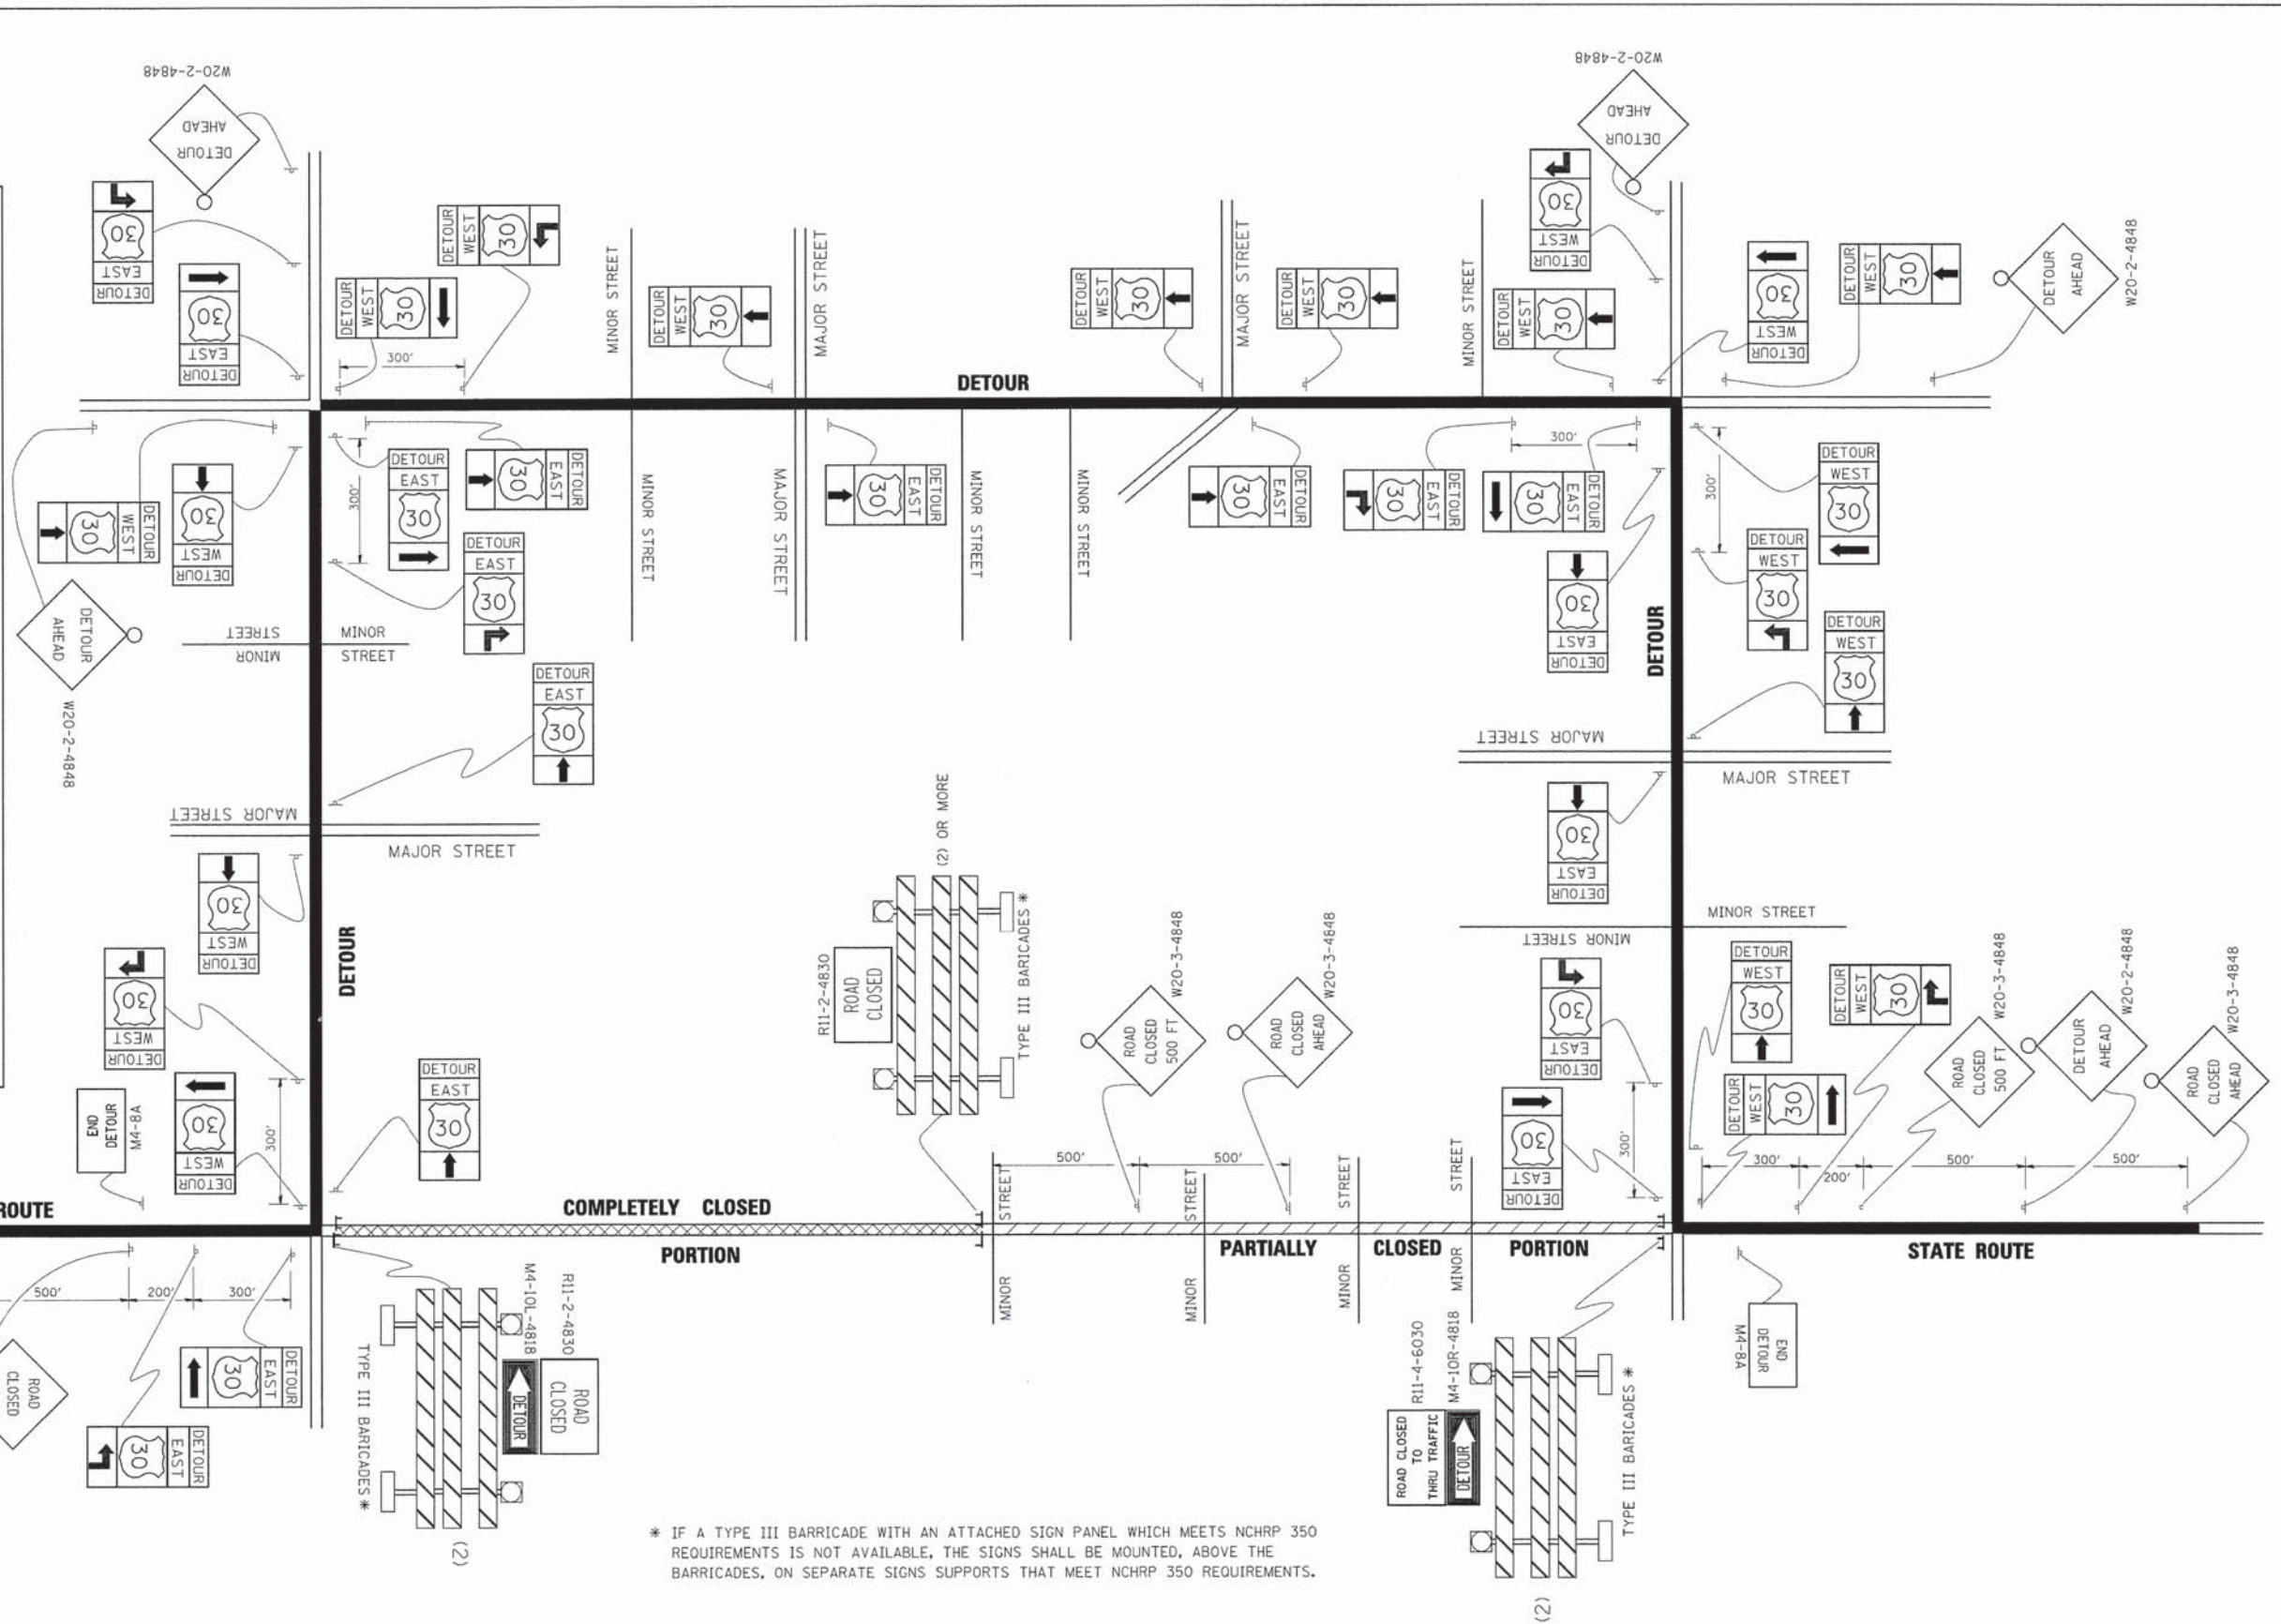 W20-2-4848
DETOUR
AHEAD
W20-2-4848
DETOUR
AHEAD
30
EAST
DETOUR
30
EAST
DETOUR
DETOUR
WEST
30
DETOUR
WEST
30
300'
MINOR STREET
DETOUR
WEST
30
MAJOR STREET
DETOUR
WEST
30
MAJOR STREET
DETOUR
WEST
30
MINOR STREET
DETOUR
WEST
30
30
WEST
DETOUR
30
WEST
DETOUR
DETOUR
WEST
30
DETOUR
AHEAD
W20-2-4848
DETOUR
DETOUR
WEST
30
30
WEST
DETOUR
DETOUR
AHEAD
W20-2-4848
300'
DETOUR
EAST
30
DETOUR
EAST
30
DETOUR
EAST
30
MINOR STREET
MAJOR STREET
DETOUR
EAST
30
MINOR STREET
MINOR STREET
DETOUR
EAST
30
DETOUR
EAST
30
DETOUR
EAST
30
300'
30
EAST
DETOUR
DETOUR
300'
DETOUR
WEST
30
DETOUR
WEST
30
DETOUR
WEST
30
MINOR
STREET
MINOR
STREET
DETOUR
EAST
30
MAJOR STREET
MAJOR STREET
MAJOR STREET
MAJOR STREET
30
WEST
DETOUR
30
WEST
DETOUR
30
WEST
DETOUR
300'
END
DETOUR
M4-8A
DETOUR
DETOUR
EAST
30
(2) OR MORE
TYPE III BARICADES *
R11-2-4830
ROAD
CLOSED
ROAD
CLOSED
500 FT
W20-3-4848
ROAD
CLOSED
AHEAD
W20-3-4848
30
EAST
DETOUR
MINOR STREET
MINOR STREET
30
EAST
DETOUR
30
EAST
DETOUR
300'
DETOUR
WEST
30
DETOUR
WEST
30
DETOUR
WEST
30
ROAD
CLOSED
500 FT
W20-3-4848
DETOUR
AHEAD
W20-2-4848
ROAD
CLOSED
AHEAD
W20-3-4848
300'
200'
500'
500'
500'
500'
ROUTE
COMPLETELY CLOSED
PORTION
PARTIALLY CLOSED PORTION
STATE ROUTE
MINOR STREET
MINOR STREET
MINOR STREET
MINOR STREET
500'
200'
300'
ROAD
CLOSED
DETOUR
EAST
30
DETOUR
EAST
30
TYPE III BARICADES *
(2)
M4-10L-4818
DETOUR
R11-2-4830
ROAD
CLOSED
R11-4-6030
ROAD CLOSED
TO
THRU TRAFFIC
M4-10R-4818
DETOUR
TYPE III BARICADES *
(2)
END
DETOUR
M4-8A
* IF A TYPE III BARRICADE WITH AN ATTACHED SIGN PANEL WHICH MEETS NCHRP 350
REQUIREMENTS IS NOT AVAILABLE, THE SIGNS SHALL BE MOUNTED, ABOVE THE
BARRICADES, ON SEPARATE SIGNS SUPPORTS THAT MEET NCHRP 350 REQUIREMENTS.